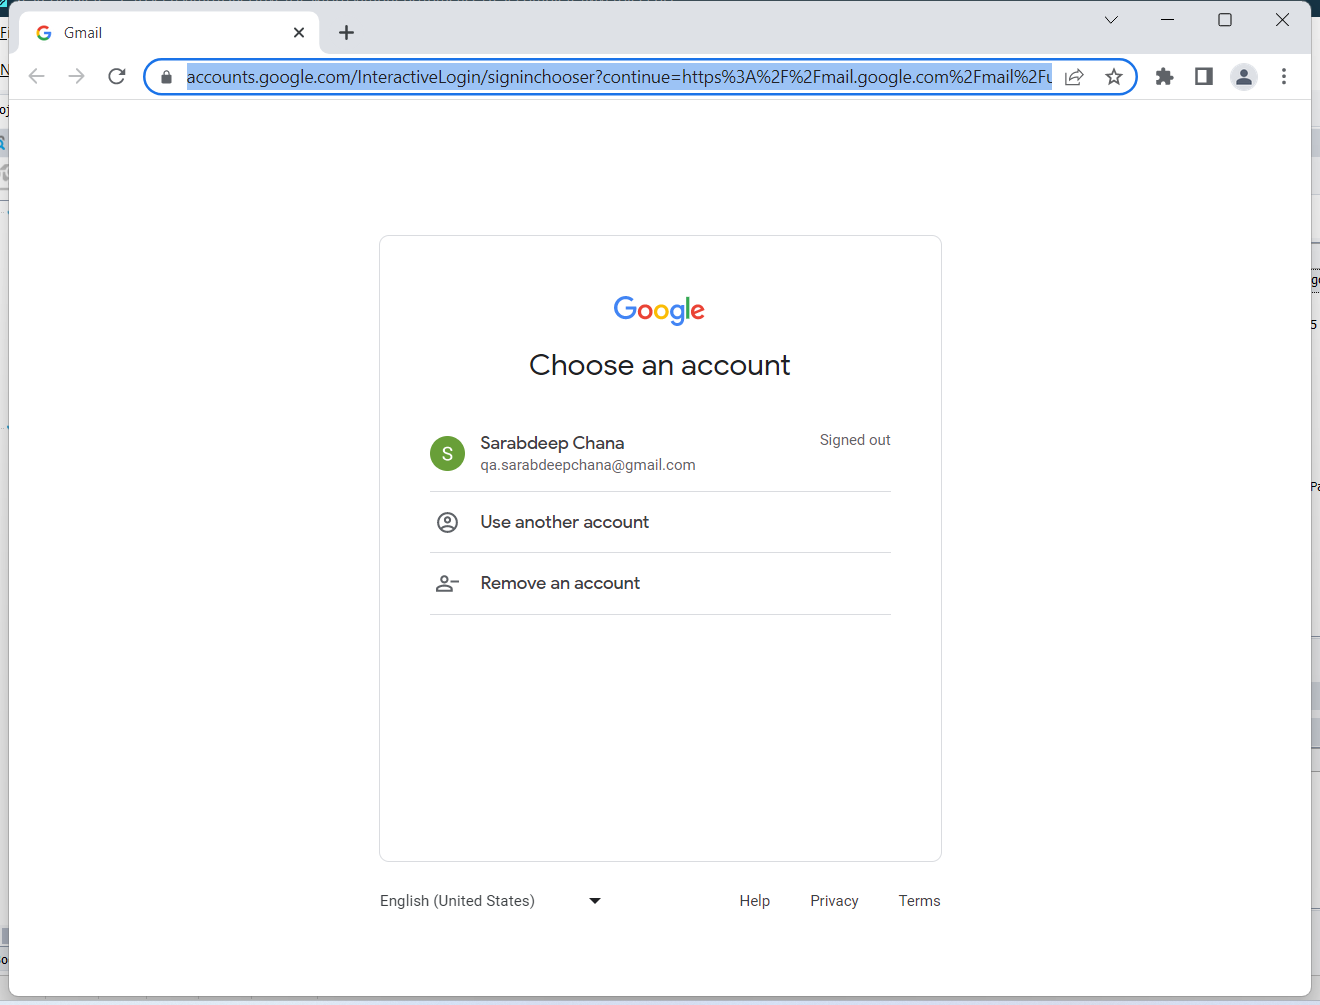 Gmail
accounts.google.com/InteractiveLogin/signinchooser?continue=https%3A%2F%2Fmail.google.com%2Fmail%2Fu
Google
Choose an account
S
Sarabdeep Chana
Signed out
qa.sarabdeepchana@gmail.com
Use another account
Remove an account
English (United States)
Help
Privacy
Terms